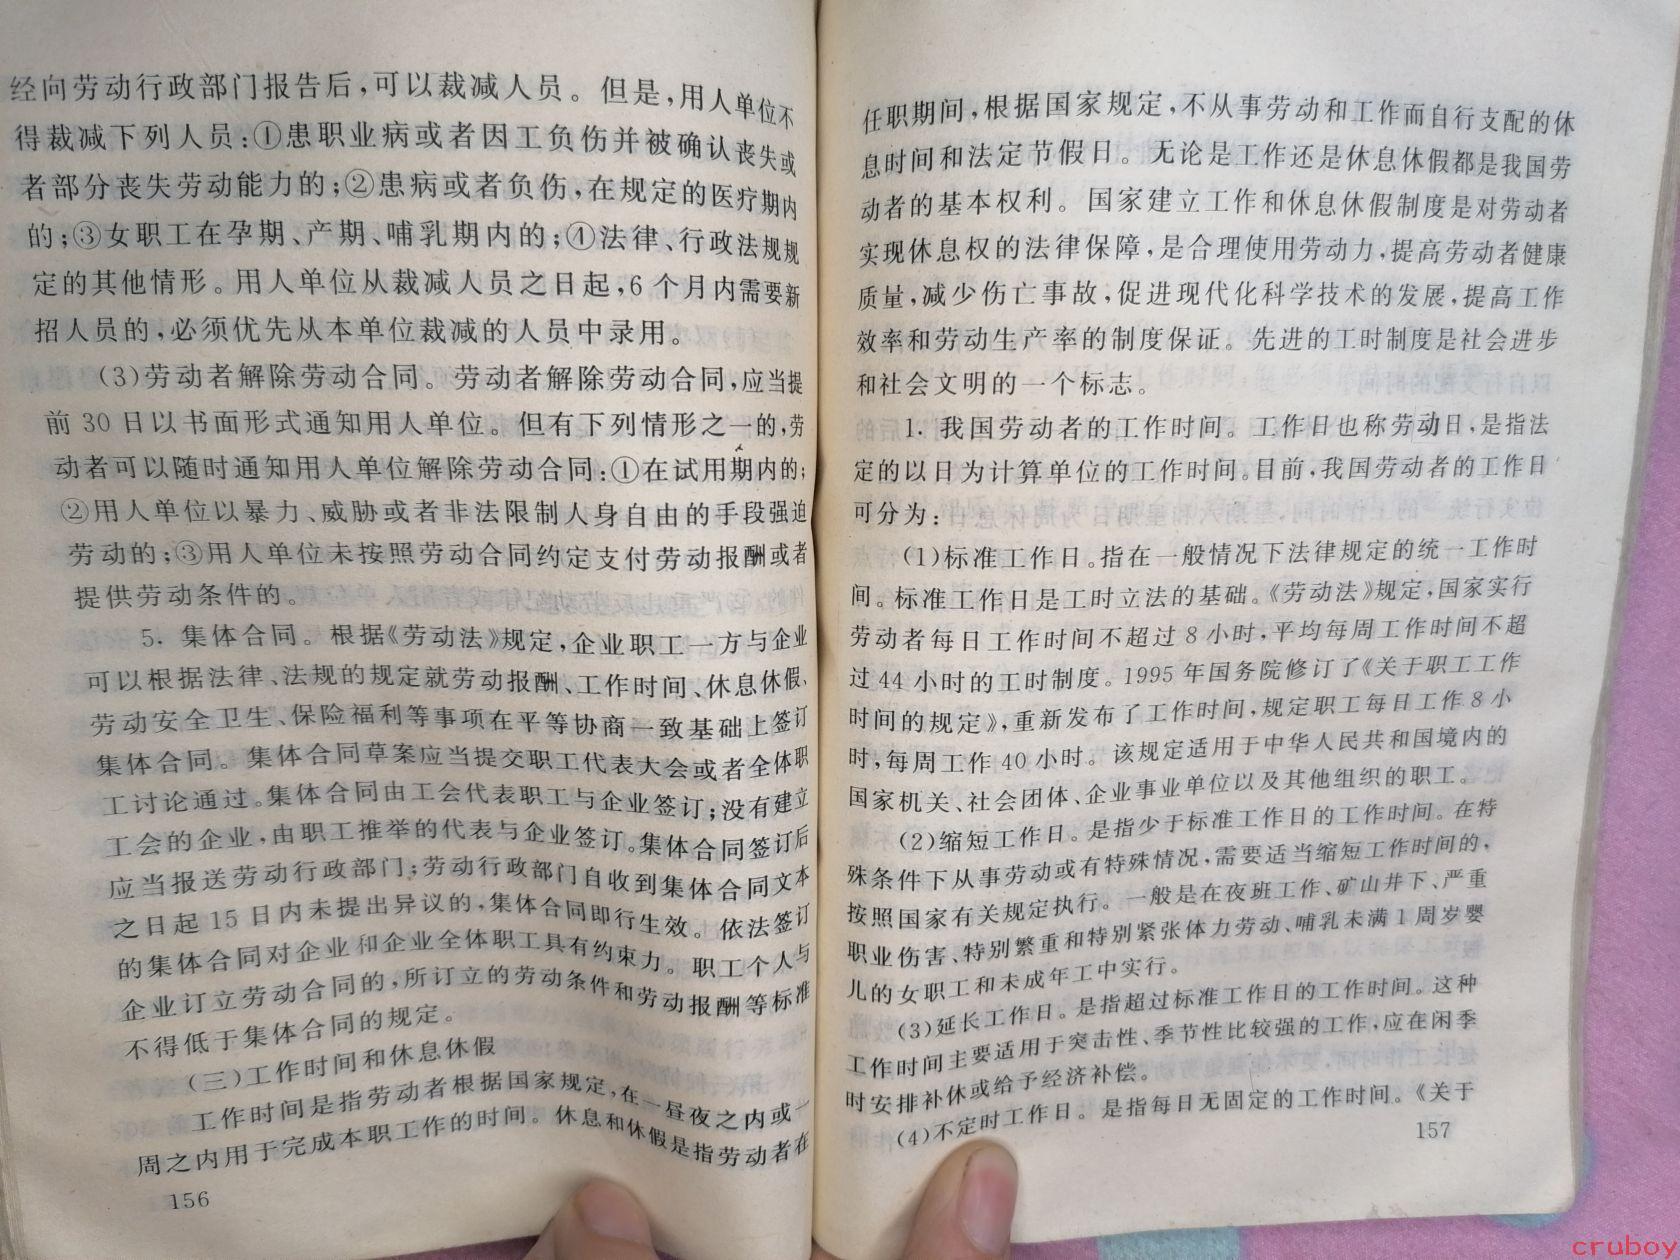 经向劳动行政部门报告后,可以裁减人员。但是,用人单位不
得裁减下列人员:①患职业病或者因工负伤并被确认丧失或
者部分丧失劳动能力的;②患病或者负伤,在规定的医疗期内
的;③女职工在孕期、产期、哺乳期内的;④法律、行政法规规
定的其他情形。用人单位从裁减人员之日起,6个月内需要新
招人员的,必须优先从本单位裁减的人员中录用。
(3)劳动者解除劳动合同。劳动者解除劳动合同,应当提
前30日以书面形式通知用人单位。但有下列情形之一的,劳
动者可以随时通知用人单位解除劳动合同:①在试用期内的;
②用人单位以暴力、威胁或者非法限制人身自由的手段强迫
劳动的;③用人单位未按照劳动合同约定支付劳动报酬或者
提供劳动条件的。
5. 集体合同。根据《劳动法》规定,企业职工一方与企业
可以根据法律、法规的规定就劳动报酬、工作时间、休息休假、
劳动安全卫生、保险福利等事项在平等协商一致基础上签订
集体合同。集体合同草案应当提交职工代表大会或者全体职
工讨论通过。集体合同由工会代表职工与企业签订;没有建立
工会的企业,由职工推举的代表与企业签订。集体合同签订后
应当报送劳动行政部门;劳动行政部门自收到集体合同文本
之日起15日内未提出异议的,集体合同即行生效。依法签订
的集体合同对企业和企业全体职工具有约束力。职工个人与
企业订立劳动合同的,所订立的劳动条件和劳动报酬等标准
不得低于集体合同的规定。
(三)工作时间和休息休假
工作时间是指劳动者根据国家规定,在一昼夜之内或一
周之内用于完成本职工作的时间。休息和休假是指劳动者在
156
任职期间,根据国家规定,不从事劳动和工作而自行支配的休
息时间和法定节假日。无论是工作还是休息休假都是我国劳
动者的基本权利。国家建立工作和休息休假制度是对劳动者
实现休息权的法律保障,是合理使用劳动力,提高劳动者健康
质量,减少伤亡事故,促进现代化科学技术的发展,提高工作
效率和劳动生产率的制度保证。先进的工时制度是社会进步
和社会文明的一个标志。
1. 我国劳动者的工作时间。工作日也称劳动日,是指法
定的以日为计算单位的工作时间。目前,我国劳动者的工作日
可分为:
(1)标准工作日。指在一般情况下法律规定的统一工作时
间。标准工作日是工时立法的基础。《劳动法》规定,国家实行
劳动者每日工作时间不超过8小时,平均每周工作时间不超
过44小时的工时制度。1995年国务院修订了《关于职工工作
时间的规定》,重新发布了工作时间,规定职工每日工作8小
时,每周工作40小时。该规定适用于中华人民共和国境内的
国家机关、社会团体、企业事业单位以及其他组织的职工。
(2)缩短工作日。是指少于标准工作日的工作时间。在特
殊条件下从事劳动或有特殊情况,需要适当缩短工作时间的,
按照国家有关规定执行。一般是在夜班工作、矿山井下、严重
职业伤害、特别繁重和特别紧张体力劳动、哺乳未满1周岁婴
儿的女职工和未成年工中实行。
(3)延长工作日。是指超过标准工作日的工作时间。这种
工作时间主要适用于突击性、季节性比较强的工作,应在闲季
时安排补休或给予经济补偿。
(4)不定时工作日。是指每日无固定的工作时间。《关于
157
cruboy